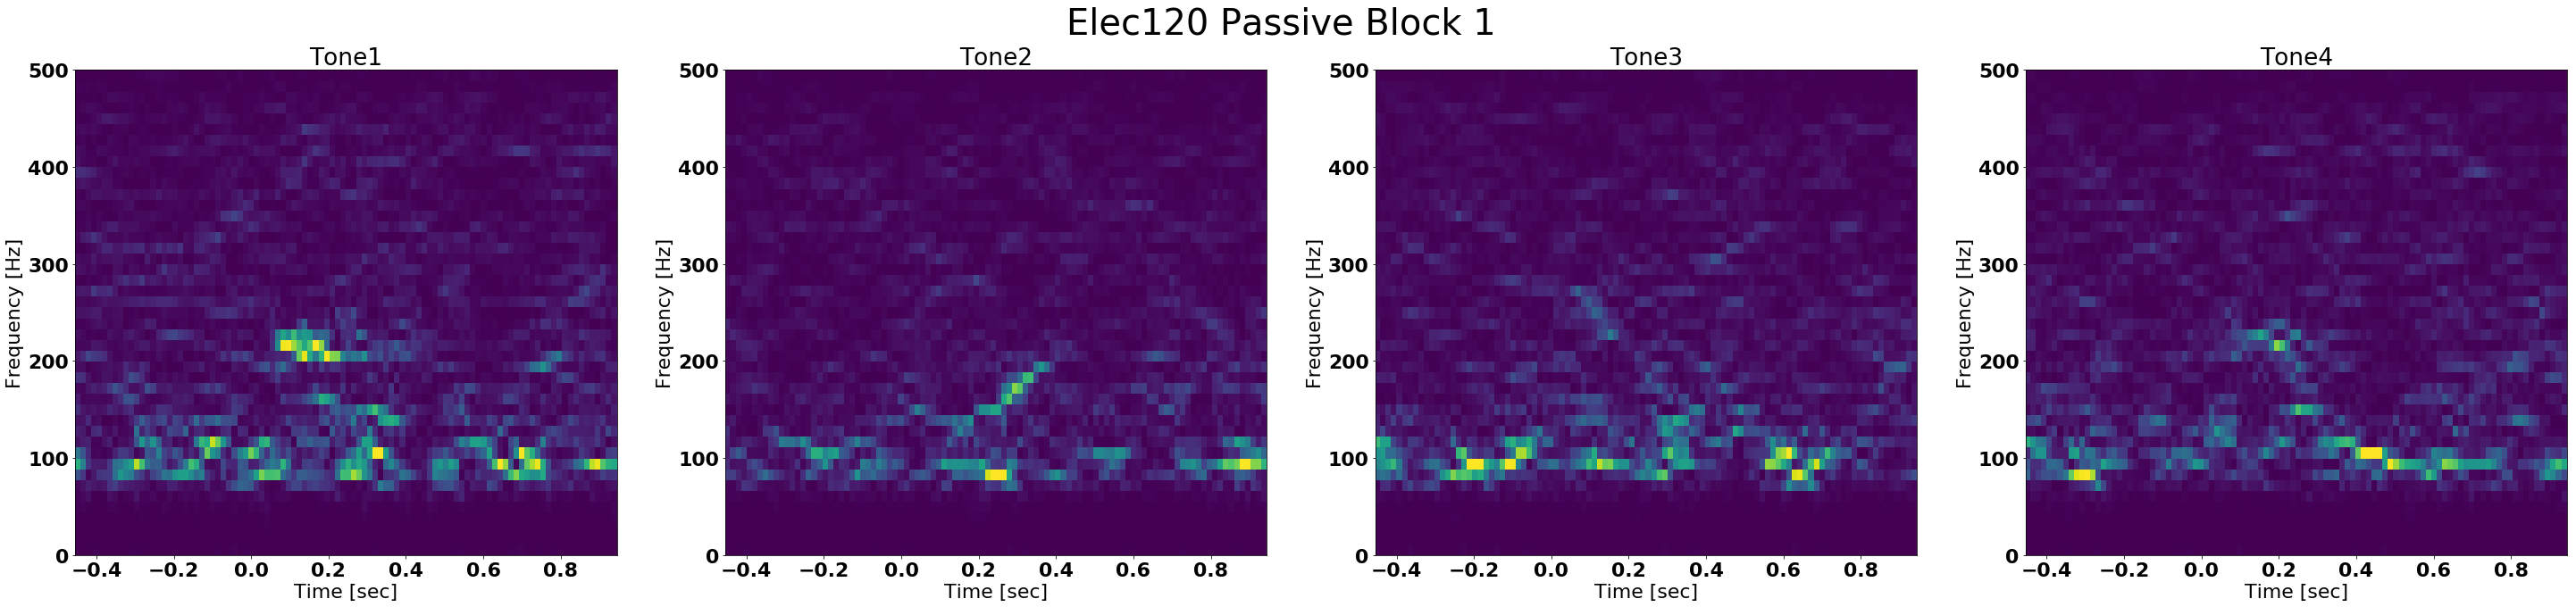 Elec120 Passive Block 1
Tone1
Tone2
Tone3
Tone4
Frequency [Hz]
500
400
300
200
100
0
−0.4 −0.2 0.0 0.2 0.4 0.6 0.8
Time [sec]
Frequency [Hz]
500
400
300
200
100
0
−0.4 −0.2 0.0 0.2 0.4 0.6 0.8
Time [sec]
Frequency [Hz]
500
400
300
200
100
0
−0.4 −0.2 0.0 0.2 0.4 0.6 0.8
Time [sec]
Frequency [Hz]
500
400
300
200
100
0
−0.4 −0.2 0.0 0.2 0.4 0.6 0.8
Time [sec]